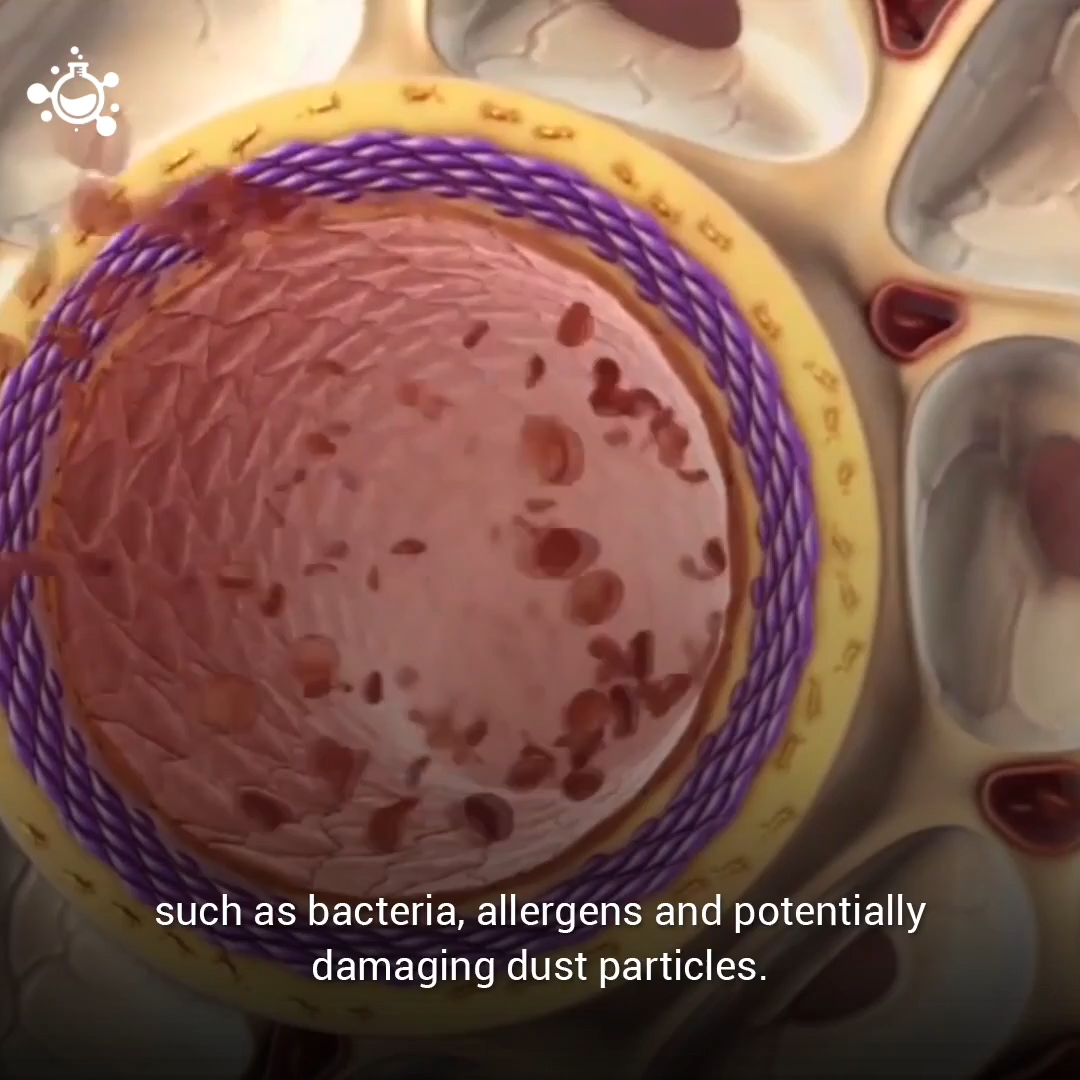 such as bacteria, allergens and potentially
damaging dust particles.